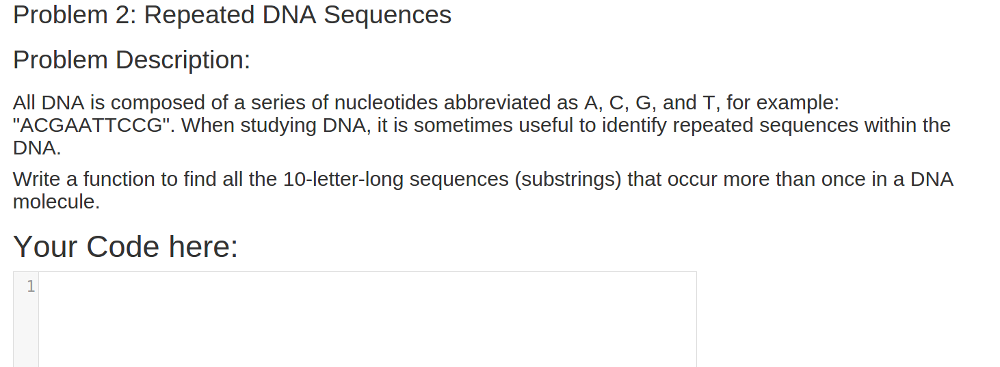 Problem 2: Repeated DNA Sequences
Problem Description:
All DNA is composed of a series of nucleotides abbreviated as A, C, G, and T, for example:
"ACGAATTCCG". When studying DNA, it is sometimes useful to identify repeated sequences within the
DNA.
Write a function to find all the 10-letter-long sequences (substrings) that occur more than once in a DNA
molecule.
Your Code here:
1